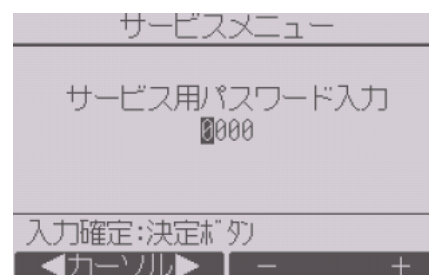 サービスメニュー
サービス用パスワード入力
0000
入力確定:決定ボタン
◀カーソル▶ － ＋